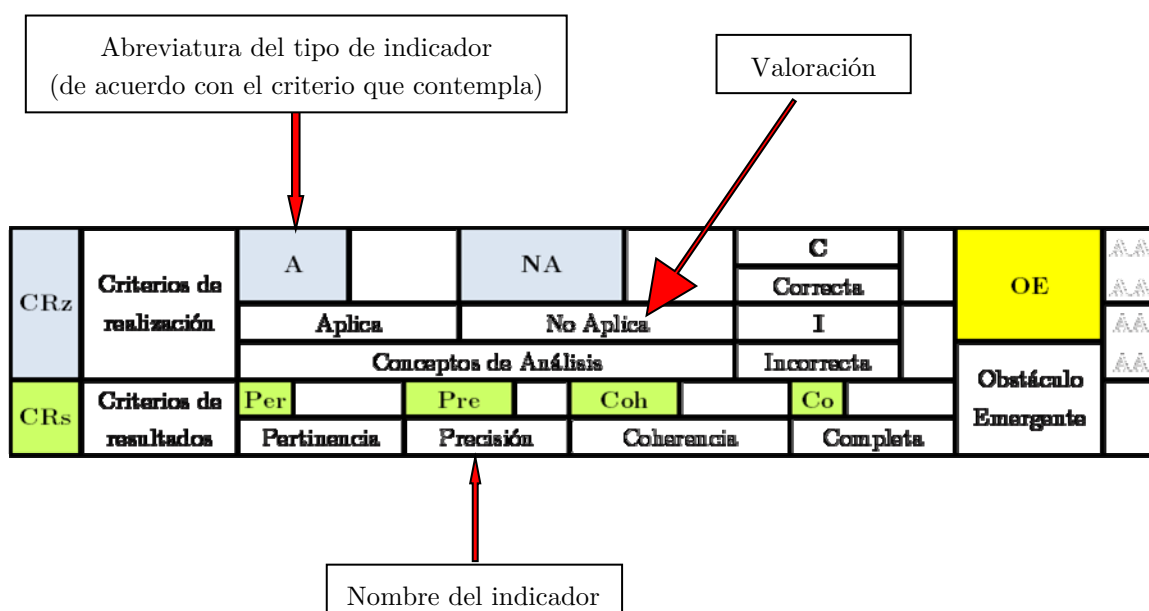 Abreviatura del tipo de indicador
(de acuerdo con el criterio que contempla)
Valoración
CRz
Criterios de
realización
A
NA
C
Correcta
OE
Aplica
No Aplica
I
Conceptos de Análisis
Incorrecta
Obstáculo
Emergente
CRs
Criterios de
resultados
Per
Pre
Coh
Co
Pertinencia
Precisión
Coherencia
Completa
Nombre del indicador